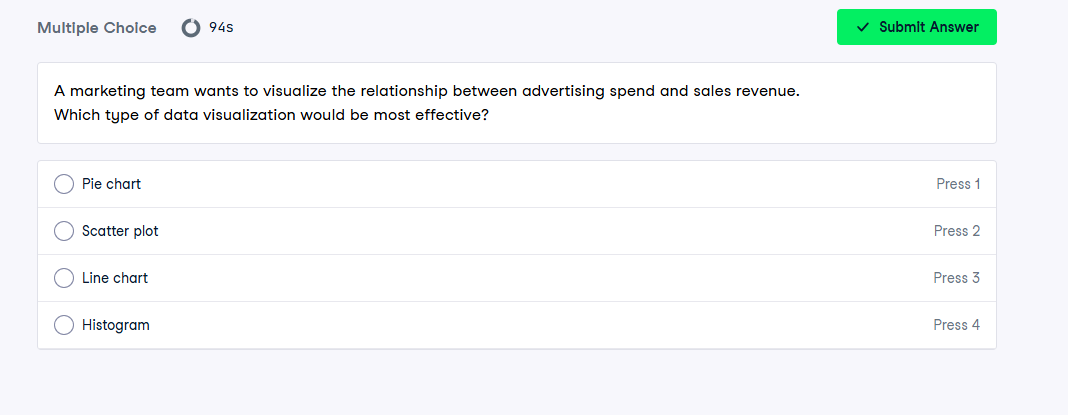 Multiple Choice
94s
Submit Answer
A marketing team wants to visualize the relationship between advertising spend and sales revenue.
Which type of data visualization would be most effective?
Pie chart
Press 1
Scatter plot
Press 2
Line chart
Press 3
Histogram
Press 4